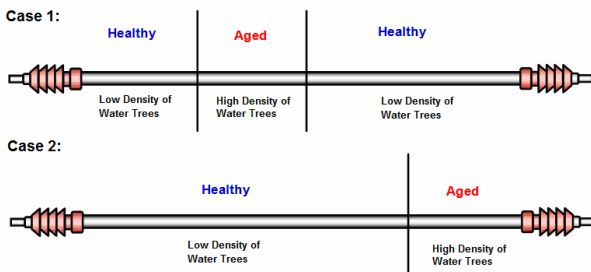 Case 1:
Healthy
Aged
Healthy
Low Density of
Water Trees
High Density of
Water Trees
Low Density of
Water Trees
Case 2:
Healthy
Aged
Low Density of
Water Trees
High Density of
Water Trees